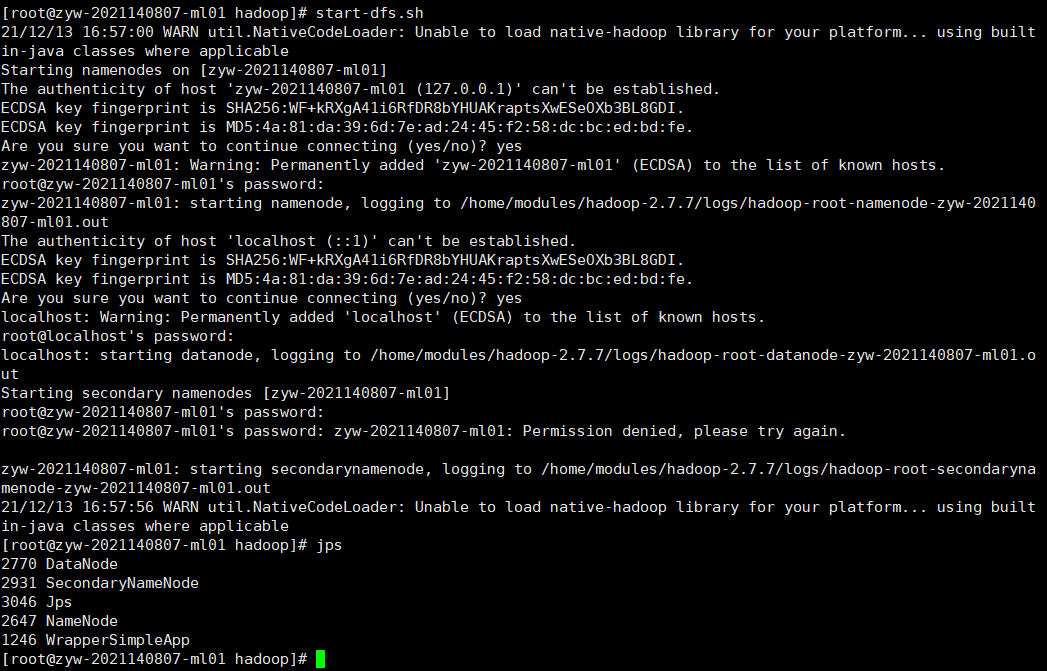 [root@zyw-2021140807-ml01 hadoop]# start-dfs.sh
21/12/13 16:57:00 WARN util.NativeCodeLoader: Unable to load native-hadoop library for your platform... using built
in-java classes where applicable
Starting namenodes on [zyw-2021140807-ml01]
The authenticity of host 'zyw-2021140807-ml01 (127.0.0.1)' can't be established.
ECDSA key fingerprint is SHA256:WF+kRXgA41i6RfDR8bYHUAKraptsXwESeOXb3BL8GDI.
ECDSA key fingerprint is MD5:4a:81:da:39:6d:7e:ad:24:45:f2:58:dc:bc:ed:bd:fe.
Are you sure you want to continue connecting (yes/no)? yes
zyw-2021140807-ml01: Warning: Permanently added 'zyw-2021140807-ml01' (ECDSA) to the list of known hosts.
root@zyw-2021140807-ml01's password:
zyw-2021140807-ml01: starting namenode, logging to /home/modules/hadoop-2.7.7/logs/hadoop-root-namenode-zyw-2021140
807-ml01.out
The authenticity of host 'localhost (::1)' can't be established.
ECDSA key fingerprint is SHA256:WF+kRXgA41i6RfDR8bYHUAKraptsXwESeOXb3BL8GDI.
ECDSA key fingerprint is MD5:4a:81:da:39:6d:7e:ad:24:45:f2:58:dc:bc:ed:bd:fe.
Are you sure you want to continue connecting (yes/no)? yes
localhost: Warning: Permanently added 'localhost' (ECDSA) to the list of known hosts.
root@localhost's password:
localhost: starting datanode, logging to /home/modules/hadoop-2.7.7/logs/hadoop-root-datanode-zyw-2021140807-ml01.o
ut
Starting secondary namenodes [zyw-2021140807-ml01]
root@zyw-2021140807-ml01's password:
root@zyw-2021140807-ml01's password: zyw-2021140807-ml01: Permission denied, please try again.

zyw-2021140807-ml01: starting secondarynamenode, logging to /home/modules/hadoop-2.7.7/logs/hadoop-root-secondaryna
menode-zyw-2021140807-ml01.out
21/12/13 16:57:56 WARN util.NativeCodeLoader: Unable to load native-hadoop library for your platform... using built
in-java classes where applicable
[root@zyw-2021140807-ml01 hadoop]# jps
2770 DataNode
2931 SecondaryNameNode
3046 Jps
2647 NameNode
1246 WrapperSimpleApp
[root@zyw-2021140807-ml01 hadoop]#